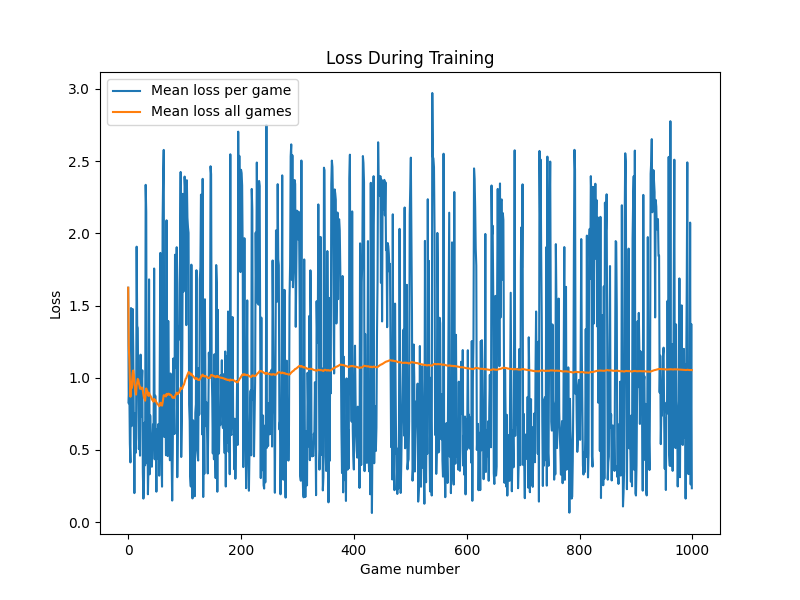 Loss During Training
Mean loss per game
Mean loss all games
3.0
2.5
2.0
1.5
1.0
0.5
0.0
Loss
0 200 400 600 800 1000
Game number